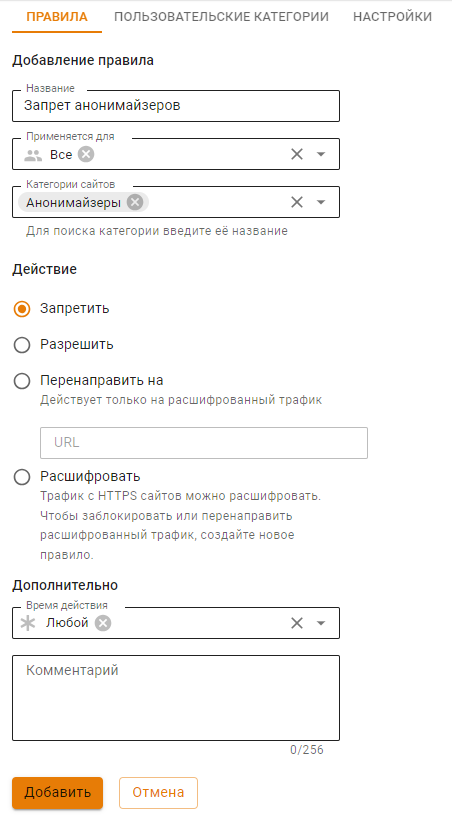 ПРАВИЛА ПОЛЬЗОВАТЕЛЬСКИЕ КАТЕГОРИИ НАСТРОЙКИ
Добавление правила
Название
Запрет анонимайзеров
Применяется для
Все
Категории сайтов
Анонимайзеры
Для поиска категории введите её название
Действие
Запретить
Разрешить
Перенаправить на
Действует только на расшифрованный трафик
URL
Расшифровать
Трафик с HTTPS сайтов можно расшифровать.
Чтобы заблокировать или перенаправить
расшифрованный трафик, создайте новое
правило.
Дополнительно
Время действия
Любой
Комментарий
0/256
Добавить Отмена